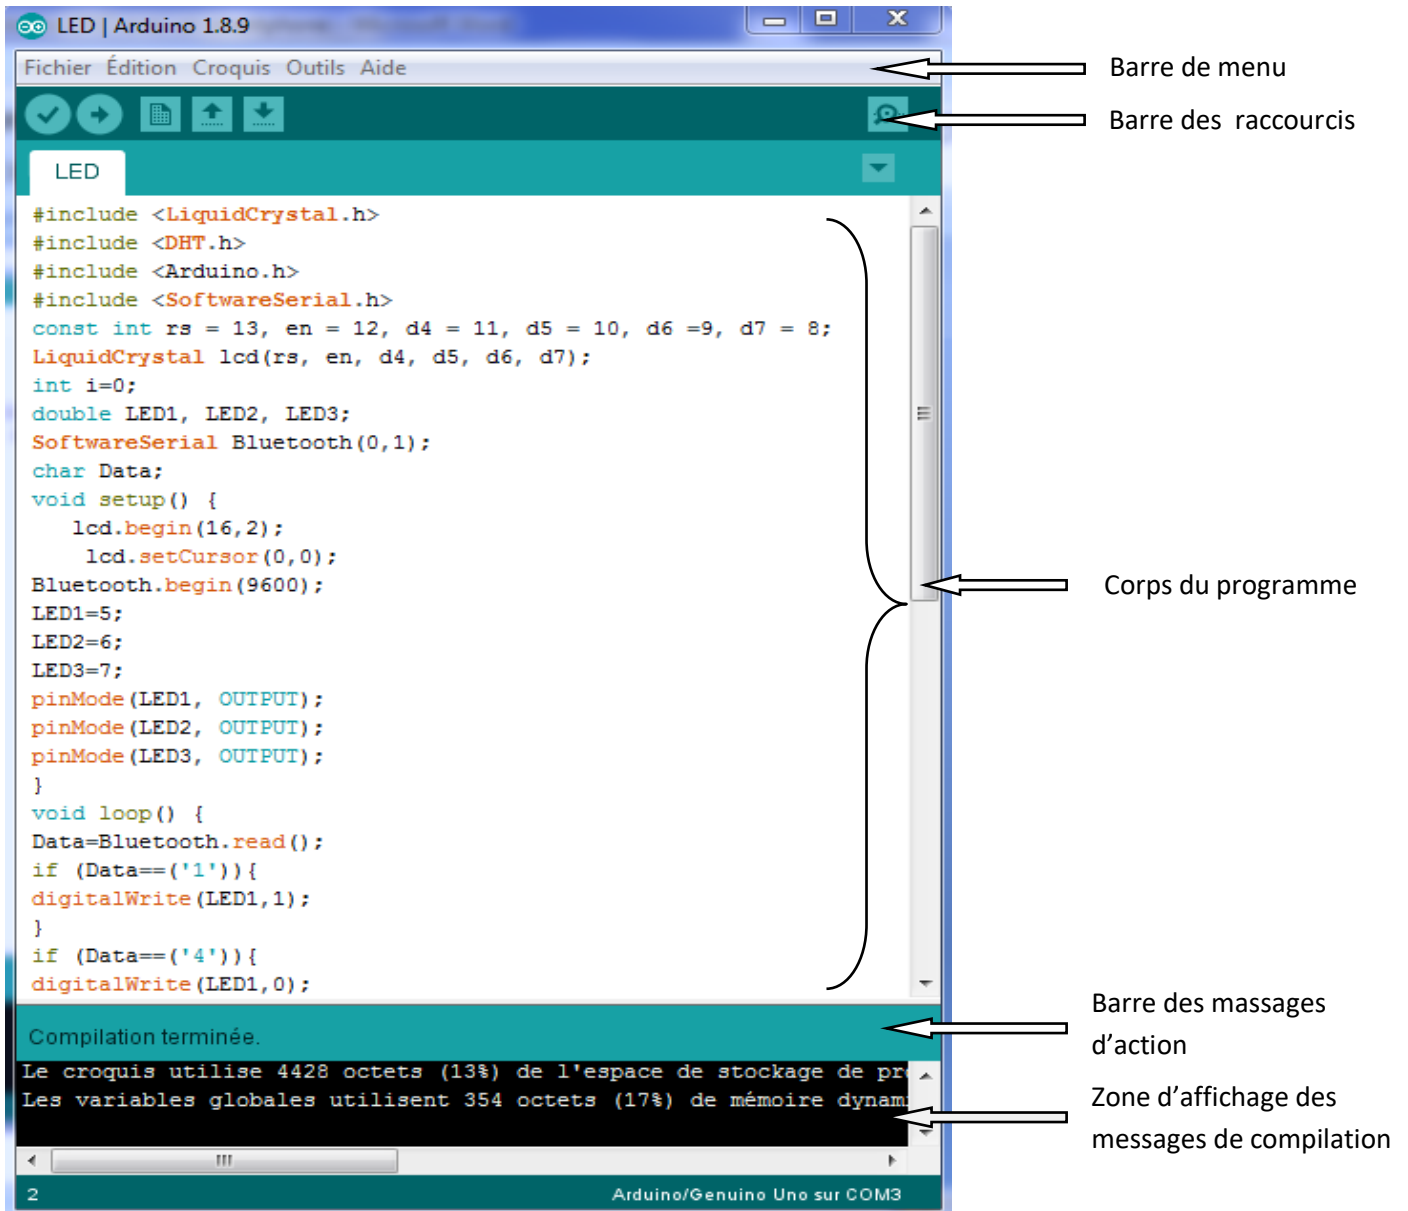 LED | Arduino 1.8.9
Fichier Édition Croquis Outils Aide
Barre de menu
Barre des raccourcis
LED
#include <LiquidCrystal.h>
#include <DHT.h>
#include <Arduino.h>
#include <SoftwareSerial.h>
const int rs = 13, en = 12, d4 = 11, d5 = 10, d6 =9, d7 = 8;
LiquidCrystal lcd(rs, en, d4, d5, d6, d7);
int i=0;
double LED1, LED2, LED3;
SoftwareSerial Bluetooth(0,1);
char Data;
void setup() {
lcd.begin(16,2);
lcd.setCursor(0,0);
Bluetooth.begin(9600);
LED1=5;
LED2=6;
LED3=7;
pinMode(LED1, OUTPUT);
pinMode(LED2, OUTPUT);
pinMode(LED3, OUTPUT);
}
void loop() {
Data=Bluetooth.read();
if (Data==('1')){
digitalWrite(LED1,1);
}
if (Data==('4')){
digitalWrite(LED1,0);
Corps du programme
Compilation terminée.
Barre des massages
d'action
Le croquis utilise 4428 octets (13%) de l'espace de stockage de pr
Les variables globales utilisent 354 octets (17%) de mémoire dynam
Zone d'affichage des
messages de compilation
2
Arduino/Genuino Uno sur COM3